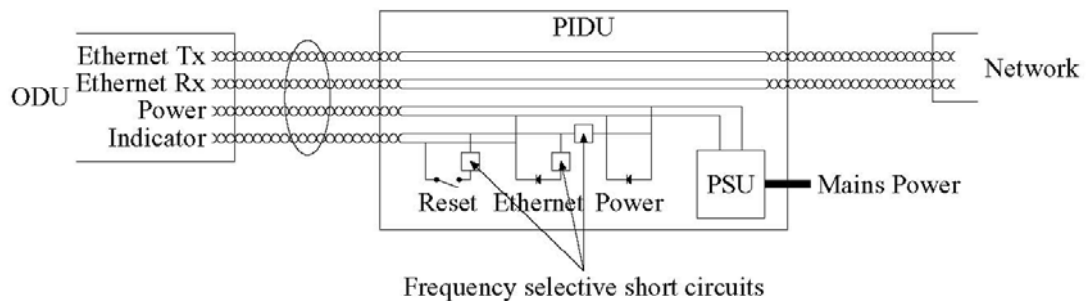 PIDU
Ethernet Tx
Ethernet Rx
Network
ODU
Power
Indicator
PSU
Mains Power
Reset
Ethernet
Power
Frequency selective short circuits